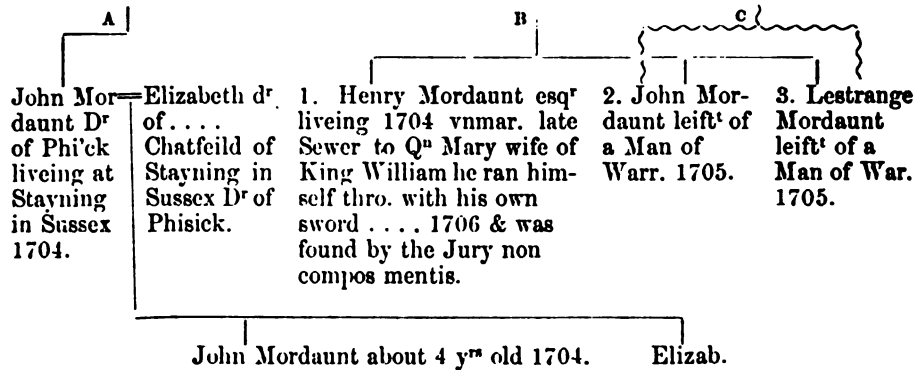 A
B
C
John Mor=
daunt Dʳ
of Phi'ck
liveing at
Stayning
in Sussex
1704.
Elizabeth dʳ
of....
Chatfeild of
Stayning in
Sussex Dʳ of
Phisick.
1. Henry Mordaunt esqʳ
liveing 1704 vnmar. late
Sewer to Qⁿ Mary wife of
King William he ran him-
self thro. with his own
sword .... 1706 & was
found by the Jury non
compos mentis.
2. John Mor-
daunt leiftᵗ of
a Man of
Warr. 1705.
3. Lestrange
Mordaunt
leiftᵗ of a
Man of War.
1705.
John Mordaunt about 4 yʳˢ old 1704.
Elizab.